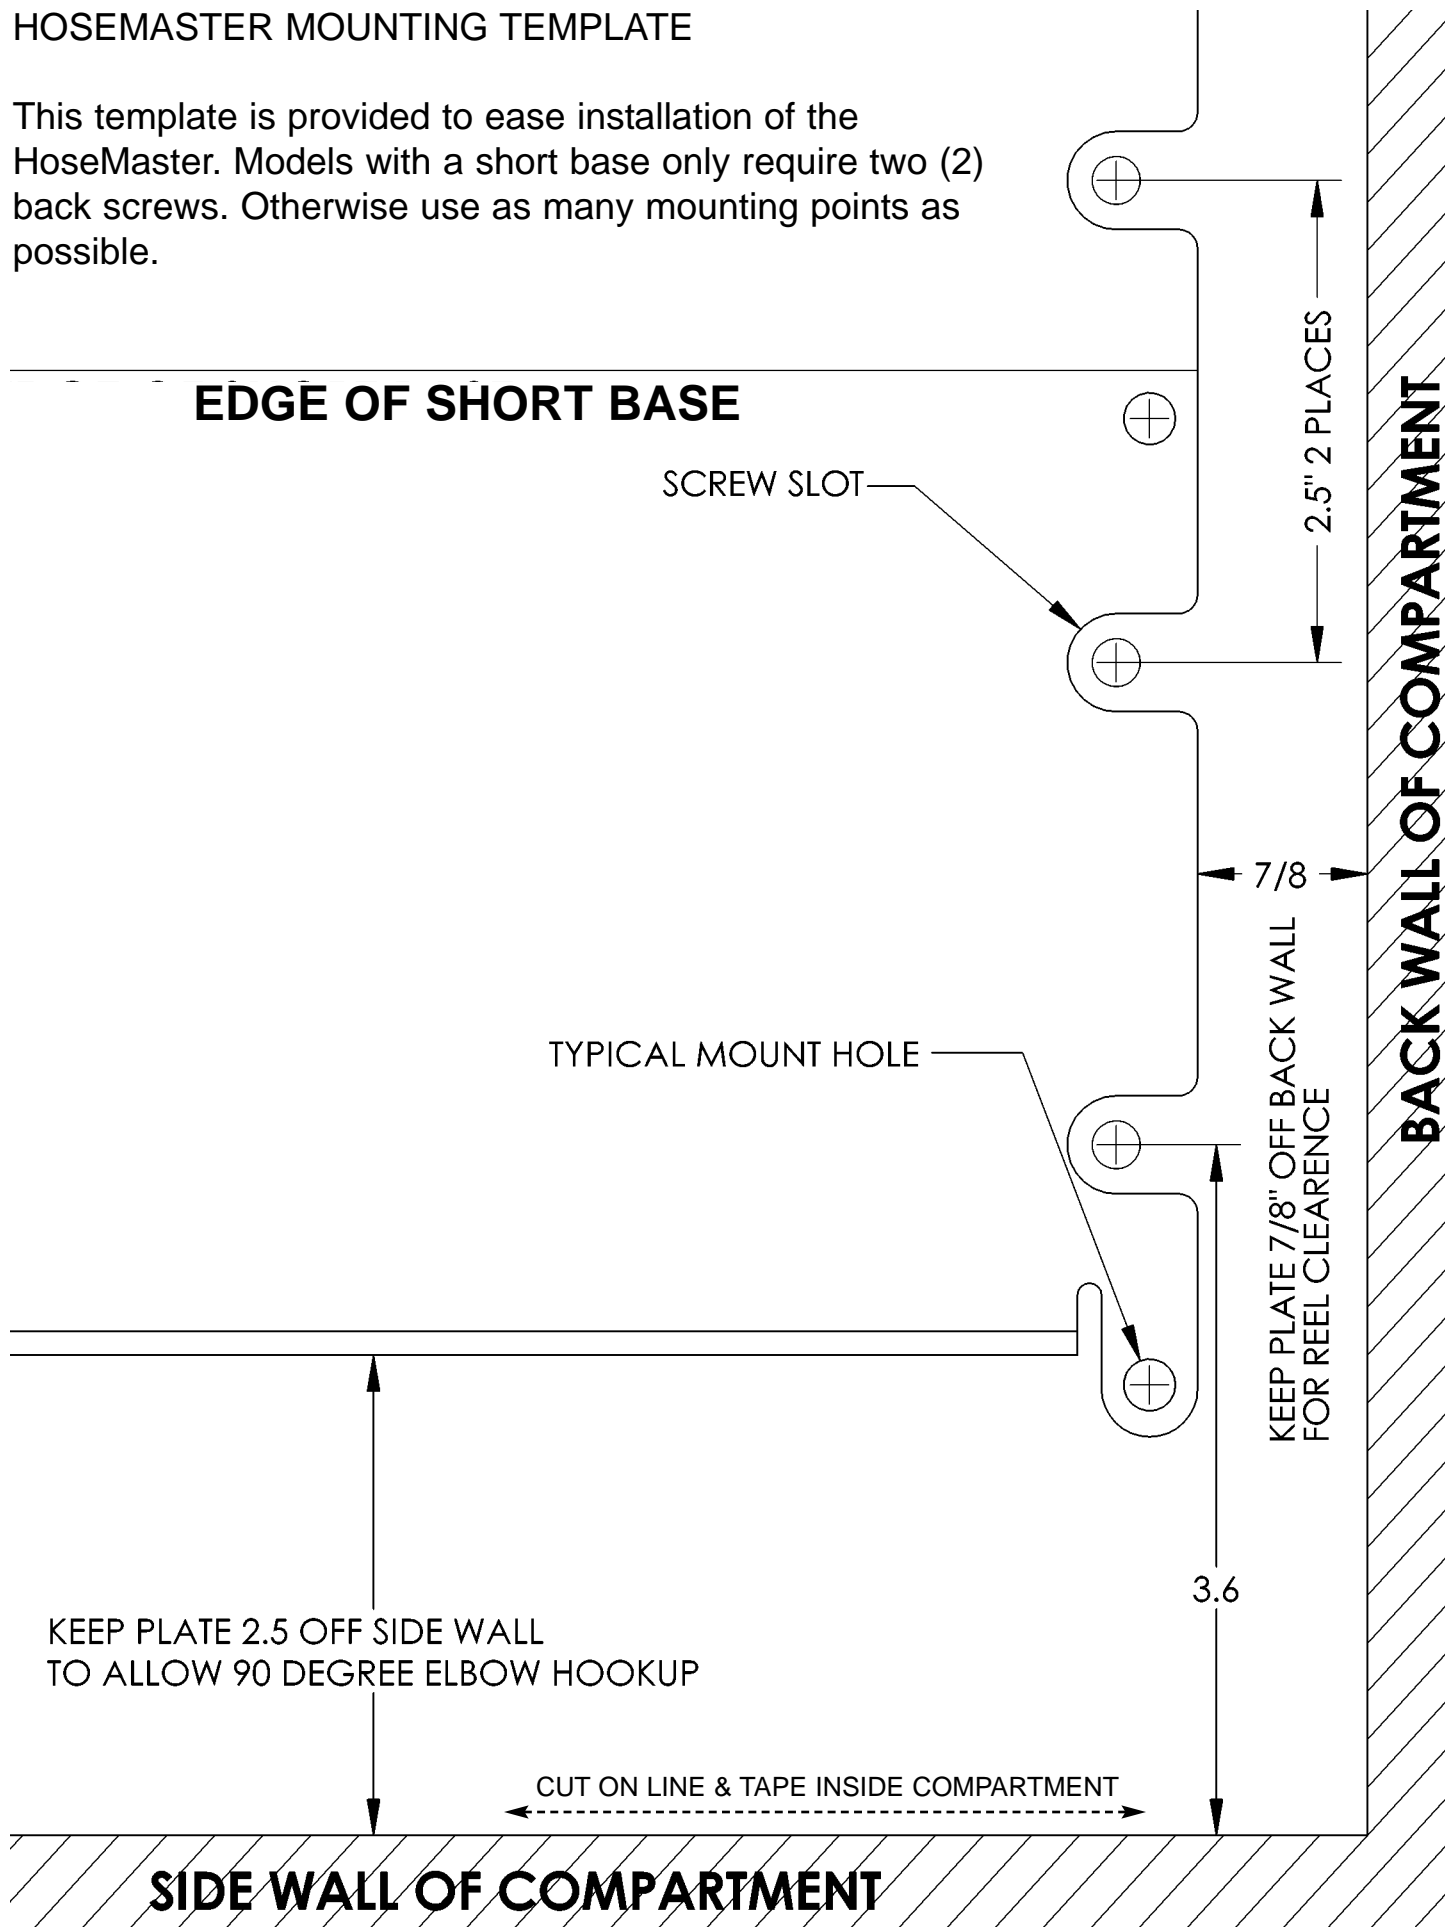 HOSEMASTER MOUNTING TEMPLATE
This template is provided to ease installation of the
HoseMaster. Models with a short base only require two (2)
back screws. Otherwise use as many mounting points as
possible.
EDGE OF SHORT BASE
SCREW SLOT
2.5" 2 PLACES
BACK WALL OF COMPARTMENT
7/8
KEEP PLATE 7/8" OFF BACK WALL
FOR REEL CLEARENCE
TYPICAL MOUNT HOLE
3.6
KEEP PLATE 2.5 OFF SIDE WALL
TO ALLOW 90 DEGREE ELBOW HOOKUP
CUT ON LINE & TAPE INSIDE COMPARTMENT
SIDE WALL OF COMPARTMENT